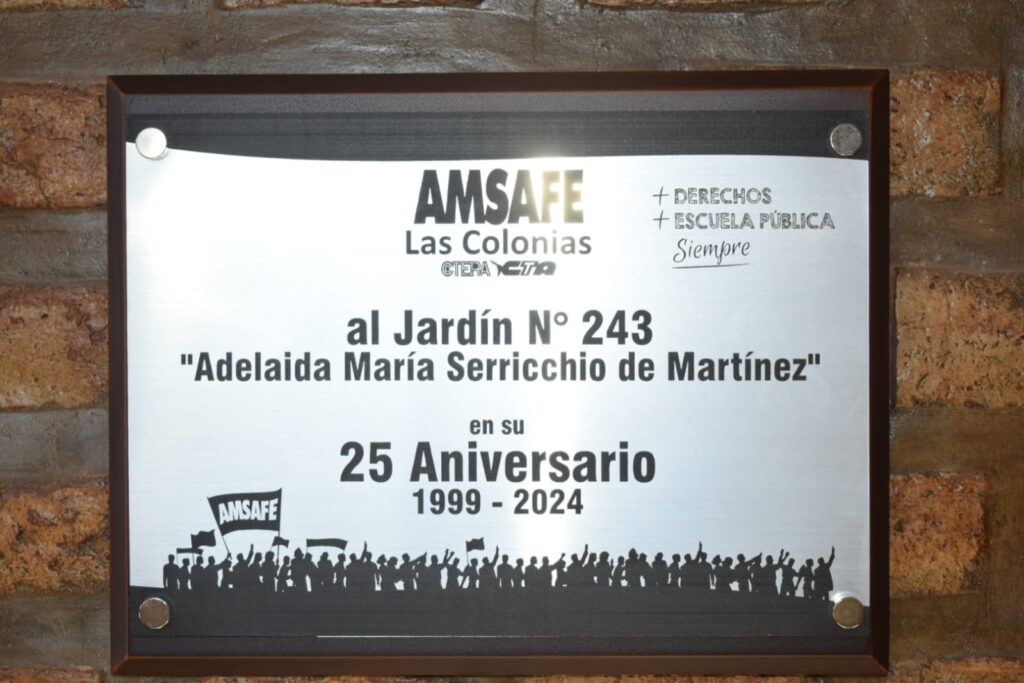 AMSAFE
Las Colonias
CTERA CTA
+ DERECHOS
+ ESCUELA PÚBLICA
Siempre
al Jardín N° 243
"Adelaida María Serricchio de Martínez"
en su
25 Aniversario
1999 - 2024
AMSAFE